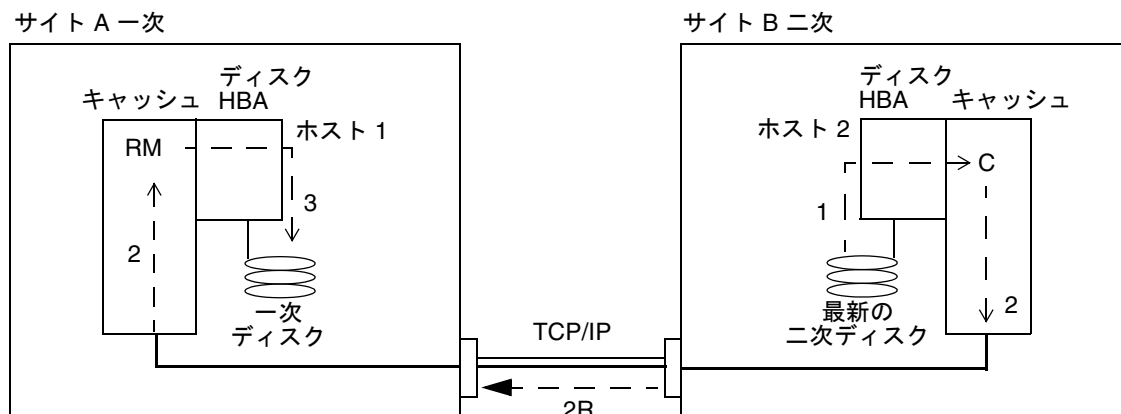 サイト A 一次
ディスク
HBA
キャッシュ
ホスト 1
RM
3
2
一次
ディスク
TCP/IP
2R
サイト B 二次
ディスク
HBA
キャッシュ
ホスト 2
C
1
2
最新の
二次ディスク